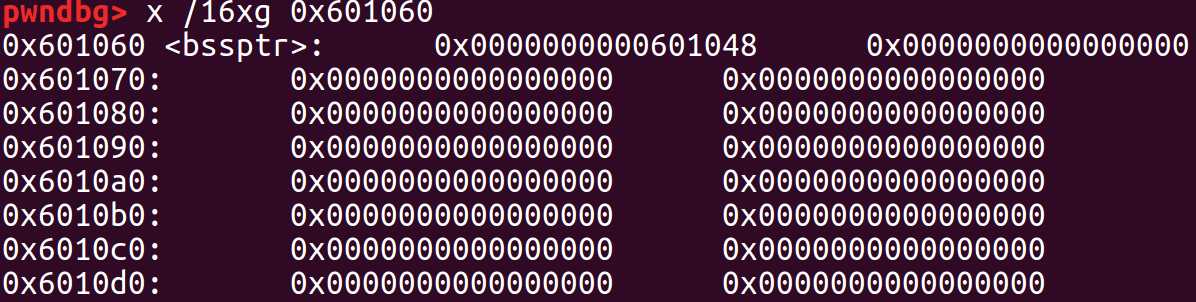 pwndbg> x /16xg 0x601060
0x601060 <bssptr>: 0x0000000000601048 0x0000000000000000
0x601070: 0x0000000000000000 0x0000000000000000
0x601080: 0x0000000000000000 0x0000000000000000
0x601090: 0x0000000000000000 0x0000000000000000
0x6010a0: 0x0000000000000000 0x0000000000000000
0x6010b0: 0x0000000000000000 0x0000000000000000
0x6010c0: 0x0000000000000000 0x0000000000000000
0x6010d0: 0x0000000000000000 0x0000000000000000